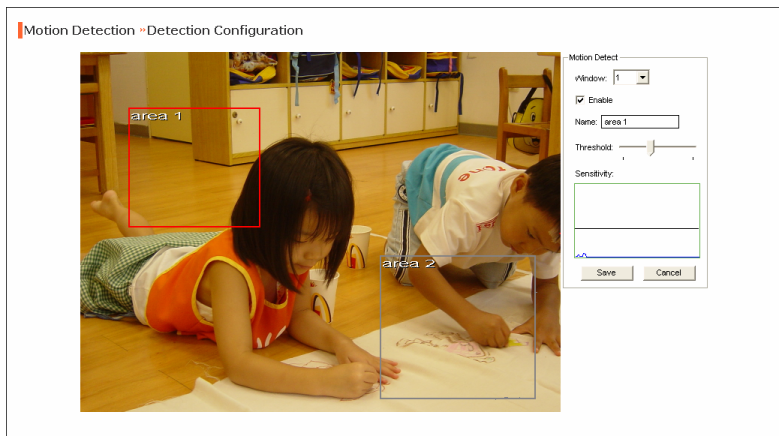 Motion Detection »Detection Configuration
Motion Detect
Window: 1
Enable
Name: area 1
Threshold:
Sensitivity:
Save Cancel
area 1
area 2